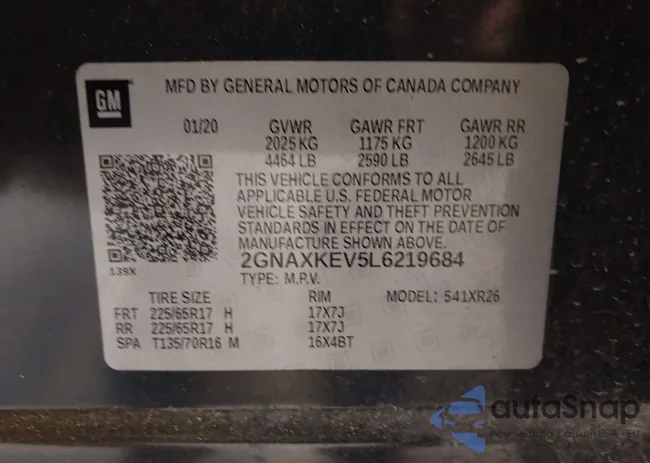 GM
MFD BY GENERAL MOTORS OF CANADA COMPANY
01/20 GVWR GAWR FRT GAWR RR
2025 KG 1175 KG 1200 KG
4464 LB 2590 LB 2645 LB
THIS VEHICLE CONFORMS TO ALL
APPLICABLE U.S. FEDERAL MOTOR
VEHICLE SAFETY AND THEFT PREVENTION
STANDARDS IN EFFECT ON THE DATE OF
MANUFACTURE SHOWN ABOVE.
139X
2GNAXKEV5L6219684
TYPE: M.P.V.
TIRE SIZE RIM MODEL: 541XR26
FRT 225/65R17 H 17X7J
RR 225/65R17 H 17X7J
SPA T135/70R16 M 16X4BT
autoSnap